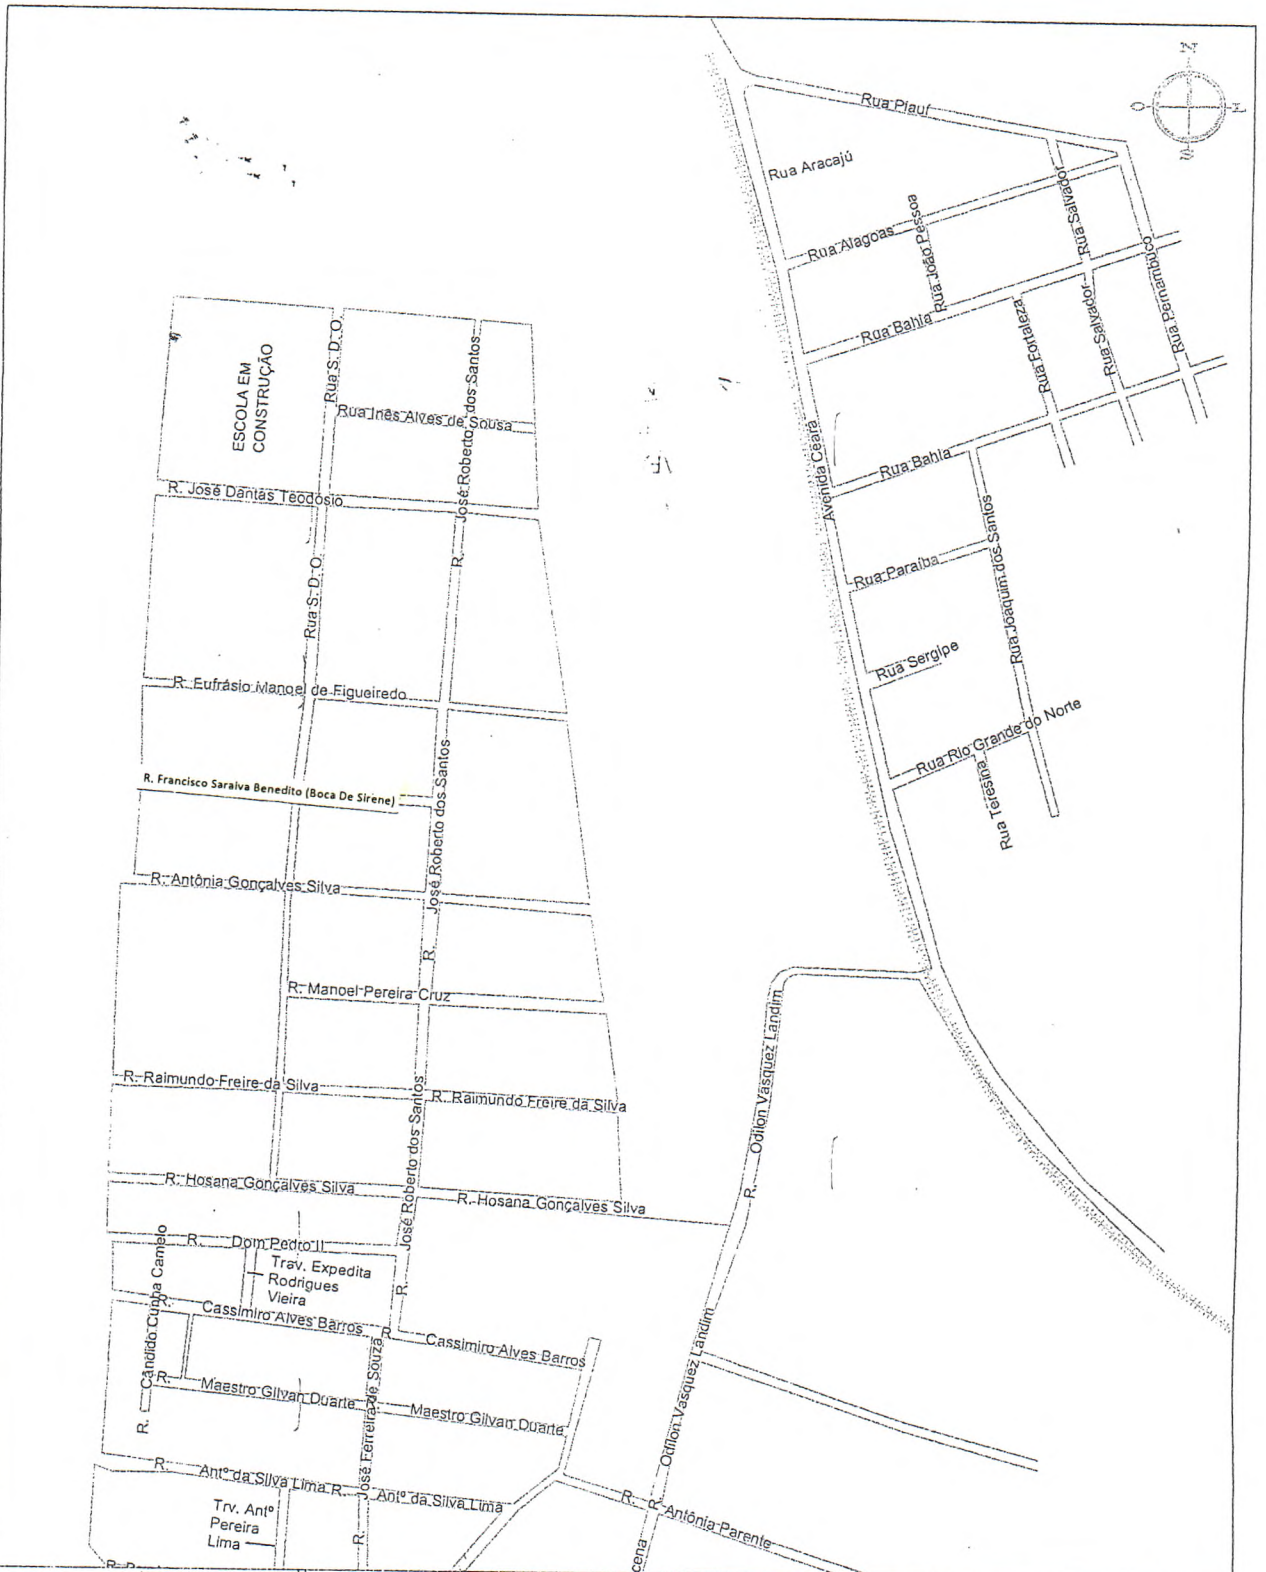 N
O
L
S
Rua Piauí
Rua Aracajú
Rua Salvador
Rua João Pessoa
Rua Alagoas
Rua Pernambuco
Rua Bahia
Rua Fortaleza
Rua Salvador
Avenida Ceará
Rua Bahia
Rua Joaquim dos Santos
Rua Paraíba
Rua Sergipe
Rua Rio Grande do Norte
Rua Teresina
ESCOLA EM
CONSTRUÇÃO
Rua S. D. O.
R. José Roberto dos Santos
Rua Inês Alves de Sousa
R. José Dantas Teodósio
Rua S. D. O.
R. Eufrásio Manoel de Figueiredo
R. Francisco Saraiva Benedito (Boca De Sirene)
R. José Roberto dos Santos
R. Antônia Gonçalves Silva
R. Manoel Pereira Cruz
R. Raimundo Freire da Silva
R. Raimundo Freire da Silva
R. José Roberto dos Santos
R. Hosana Gonçalves Silva
R. Hosana Gonçalves Silva
R. Odilon Vasquez Landim
R. Dom Pedro II
Trav. Expedita
Rodrigues
Vieira
R. Cândido Cunha Camelo
R. Cassimiro Alves Barros
R. Cassimiro Alves Barros
R. Maestro Gilvan Duarte
Maestro Gilvan Duarte
R. José Ferreira de Souza
R. Odilon Vasquez Landim
R. Antº da Silva Lima
R. Antº da Silva Lima
Trv. Antº
Pereira
Lima
R. Antônia Parente
cena
R.